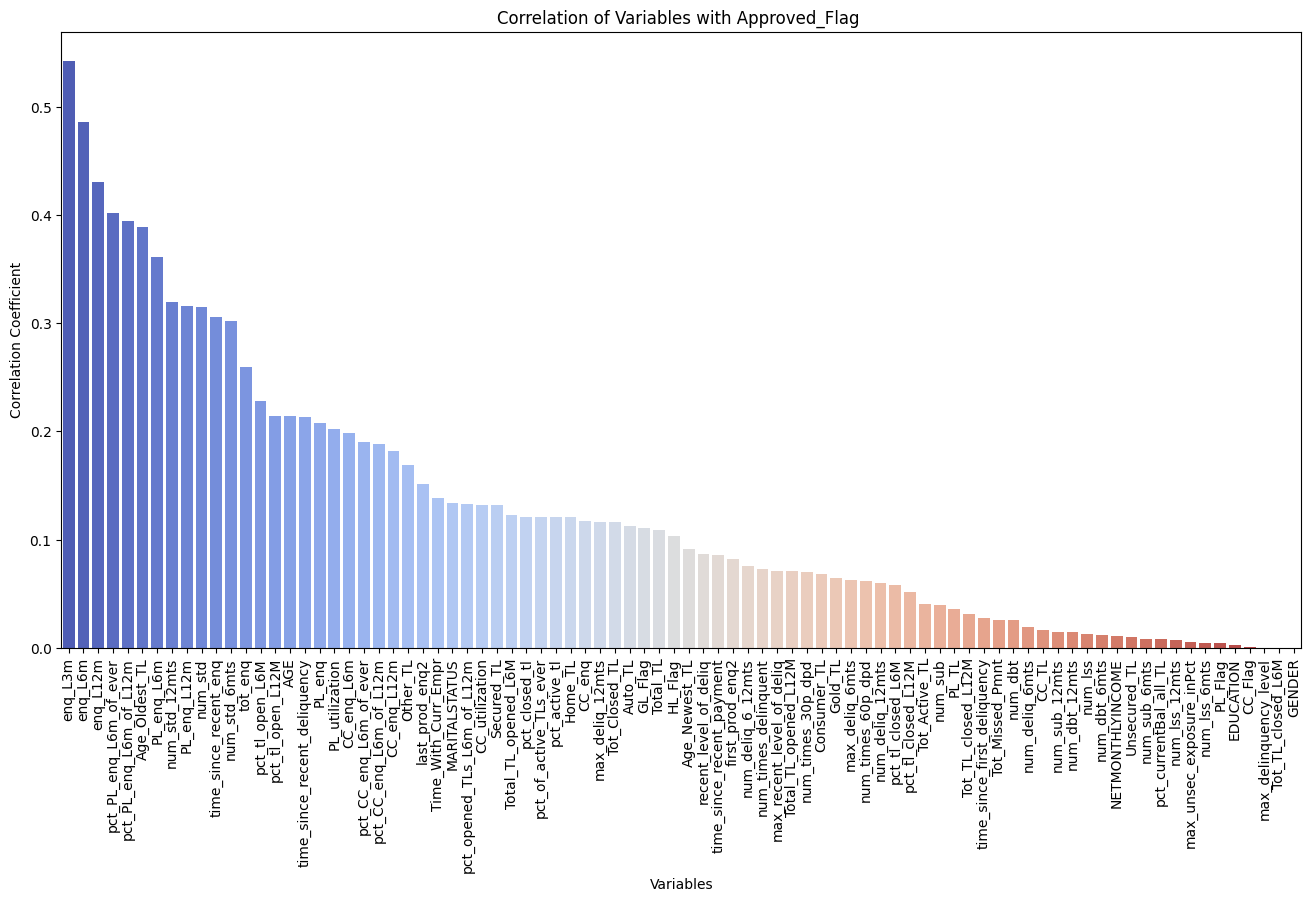 Correlation of Variables with Approved_Flag
Correlation Coefficient
0.5
0.4
0.3
0.2
0.1
0.0
enq_L3m
enq_L6m
enq_L12m
pct_PL_enq_L6m_of_ever
pct_PL_enq_L6m_of_L12m
Age_Oldest_TL
PL_enq_L6m
num_std_12mts
PL_enq_L12m
num_std
time_since_recent_enq
num_std_6mts
tot_enq
pct_tl_open_L6M
pct_tl_open_L12M
AGE
time_since_recent_deliquency
PL_enq
PL_utilization
CC_enq_L6m
pct_CC_enq_L6m_of_ever
pct_CC_enq_L6m_of_L12m
CC_enq_L12m
Other_TL
last_prod_enq2
Time_With_Curr_Empr
MARITALSTATUS
pct_opened_TLs_L6m_of_L12m
CC_utilization
Secured_TL
Total_TL_opened_L6M
pct_closed_tl
pct_of_active_TLs_ever
pct_active_tl
Home_TL
CC_enq
max_deliq_12mts
Tot_Closed_TL
Auto_TL
GL_Flag
Total_TL
HL_Flag
Age_Newest_TL
recent_level_of_deliq
time_since_recent_payment
first_prod_enq2
num_deliq_6_12mts
num_times_delinquent
max_recent_level_of_deliq
Total_TL_opened_L12M
num_times_30p_dpd
Consumer_TL
Gold_TL
max_deliq_6mts
num_times_60p_dpd
num_deliq_12mts
pct_tl_closed_L6M
pct_tl_closed_L12M
Tot_Active_TL
num_sub
PL_TL
Tot_TL_closed_L12M
time_since_first_deliquency
Tot_Missed_Pmnt
num_dbt
num_deliq_6mts
CC_TL
num_sub_12mts
num_dbt_12mts
num_lss
num_dbt_6mts
NETMONTHLYINCOME
Unsecured_TL
num_sub_6mts
pct_currentBal_all_TL
num_lss_12mts
max_unsec_exposure_inPct
num_lss_6mts
PL_Flag
EDUCATION
CC_Flag
max_delinquency_level
Tot_TL_closed_L6M
GENDER
Variables